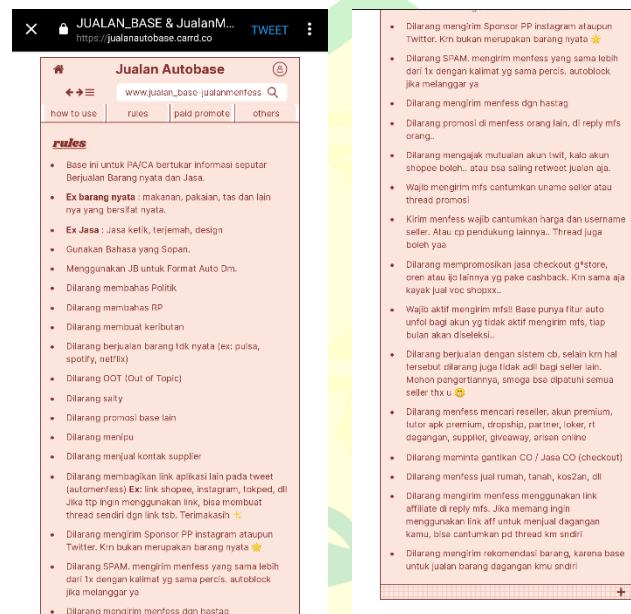 JUALAN_BASE & JualanM...
https://jualanautobase.carrd.co
TWEET
Jualan Autobase
www.jualan_base-jualanmenfess
how to use
rules
paid promote
others
rules
• Base ini untuk PA/CA bertukar informasi seputar
Berjualan Barang nyata dan Jasa.
• Ex barang nyata : makanan, pakaian, tas dan lain
nya yang bersifat nyata.
• Ex Jasa : Jasa ketik, terjemah, design
• Gunakan Bahasa yang Sopan.
• Menggunakan JB untuk Format Auto Dm.
• Dilarang membahas Politik
• Dilarang membahas RP
• Dilarang membuat keributan
• Dilarang berjualan barang tdk nyata (ex: pulsa,
spotify, netflix)
• Dilarang OOT (Out of Topic)
• Dilarang salty
• Dilarang promosi base lain
• Dilarang menipu
• Dilarang menjual kontak supplier
• Dilarang membagikan link aplikasi lain pada tweet
(automenfess) Ex: link shopee, instagram, tokped, dll
Jika ttp ingin menggunakan link, bisa membuat
thread sendiri dgn link tsb. Terimakasih ✨
• Dilarang mengirim Sponsor PP instagram ataupun
Twitter. Krn bukan merupakan barang nyata 🌟
• Dilarang SPAM. mengirim menfess yang sama lebih
dari 1x dengan kalimat yg sama percis. autoblock
jika melanggar ya
• Dilarang mengirim menfess dgn hastag
• Dilarang mengirim Sponsor PP instagram ataupun
Twitter. Krn bukan merupakan barang nyata 🌟
• Dilarang SPAM. mengirim menfess yang sama lebih
dari 1x dengan kalimat yg sama percis. autoblock
jika melanggar ya
• Dilarang mengirim menfess dgn hastag
• Dilarang promosi di menfess orang lain, di reply mfs
orang..
• Dilarang mengajak mutualan akun twit, kalo akun
shopee boleh.. atau bsa saling retweet jualan aja.
• Wajib mengirim mfs cantumkan uname seller atau
thread promosi
• Kirim menfess wajib cantumkan harga dan username
seller. Atau cp pendukung lainnya.. Thread juga
boleh yaa
• Dilarang mempromosikan jasa checkout g*store,
oren atau ijo lainnya yg pake cashback. Krn sama aja
kayak jual voc shopxx..
• Wajib aktif mengirim mfs!! Base punya fitur auto
unfol bagi akun yg tidak aktif mengirim mfs, tiap
bulan akan diseleksi..
• Dilarang berjualan dengan sistem cb, selain krn hal
tersebut dilarang juga tidak adil bagi seller lain.
Mohon pengertiannya, smoga bsa dipatuhi semua
seller thx u 😁
• Dilarang menfess mencari reseller, akun premium,
tutor apk premium, dropship, partner, loker, rt
dagangan, supplier, giveaway, arisan online
• Dilarang meminta gantikan CO / Jasa CO (checkout)
• Dilarang menfess jual rumah, tanah, kos2an, dll
• Dilarang mengirim menfess menggunakan link
affiliate di reply mfs. Jika memang ingin
menggunakan link aff untuk menjual dagangan
kamu, bisa cantumkan pd thread km sndiri
• Dilarang mengirim rekomendasi barang, karena base
untuk jualan barang dagangan kmu sndiri